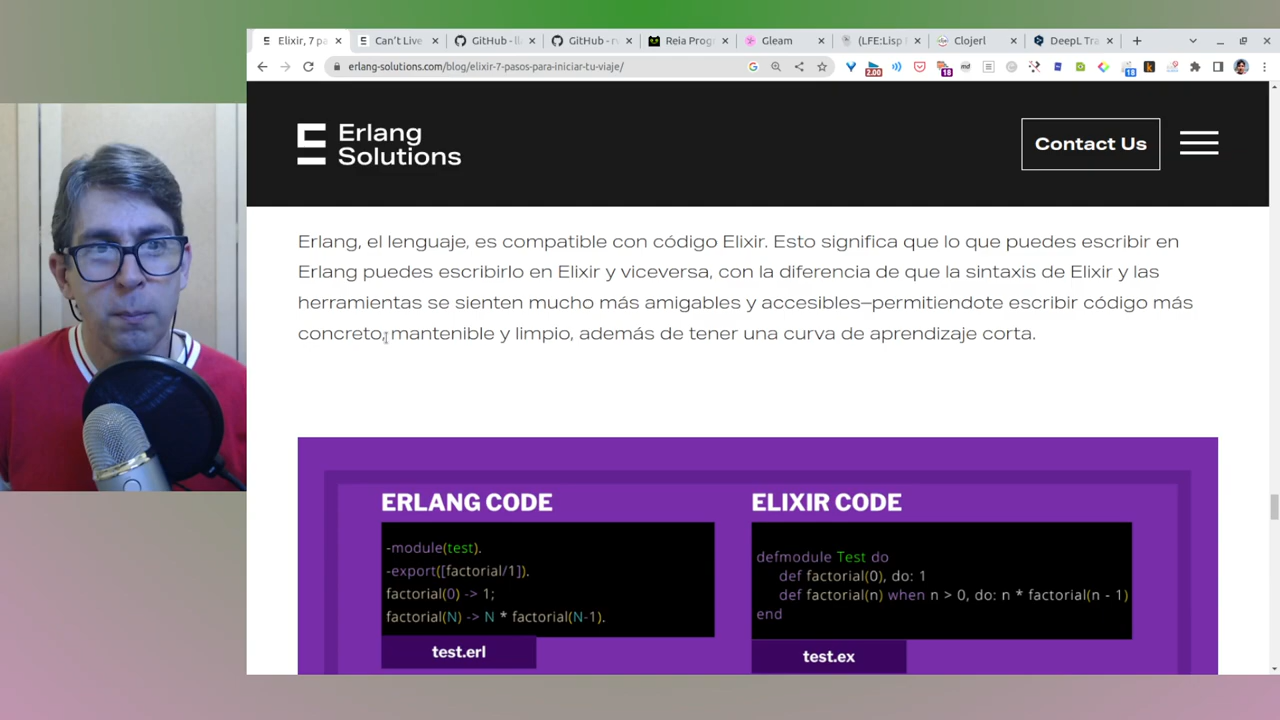 Elixir, 7 pa
Can't Live
GitHub - ll
GitHub - rv
Reia Prog
Gleam
(LFE:Lisp
Clojerl
DeepL Tra
erlang-solutions.com/blog/elixir-7-pasos-para-iniciar-tu-viaje/
2.00
18
18
Erlang
Solutions
Contact Us
Erlang, el lenguaje, es compatible con código Elixir. Esto significa que lo que puedes escribir en
Erlang puedes escribirlo en Elixir y viceversa, con la diferencia de que la sintaxis de Elixir y las
herramientas se sienten mucho más amigables y accesibles—permitiendote escribir código más
concreto, mantenible y limpio, además de tener una curva de aprendizaje corta.
ERLANG CODE
-module(test).
-export([factorial/1]).
factorial(0) -> 1;
factorial(N) -> N * factorial(N-1).
test.erl
ELIXIR CODE
defmodule Test do
def factorial(0), do: 1
def factorial(n) when n > 0, do: n * factorial(n - 1)
end
test.ex